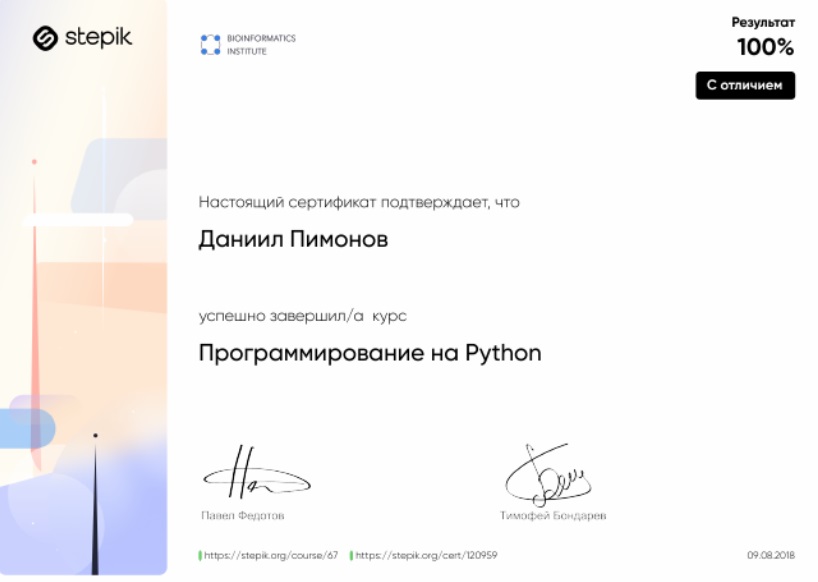 stepik
BIOINFORMATICS
INSTITUTE
Результат
100%
С отличием
Настоящий сертификат подтверждает, что
Даниил Пимонов
успешно завершил/а курс
Программирование на Python
Павел Федотов
Тимофей Бондарев
https://stepik.org/course/67
https://stepik.org/cert/120959
09.08.2018